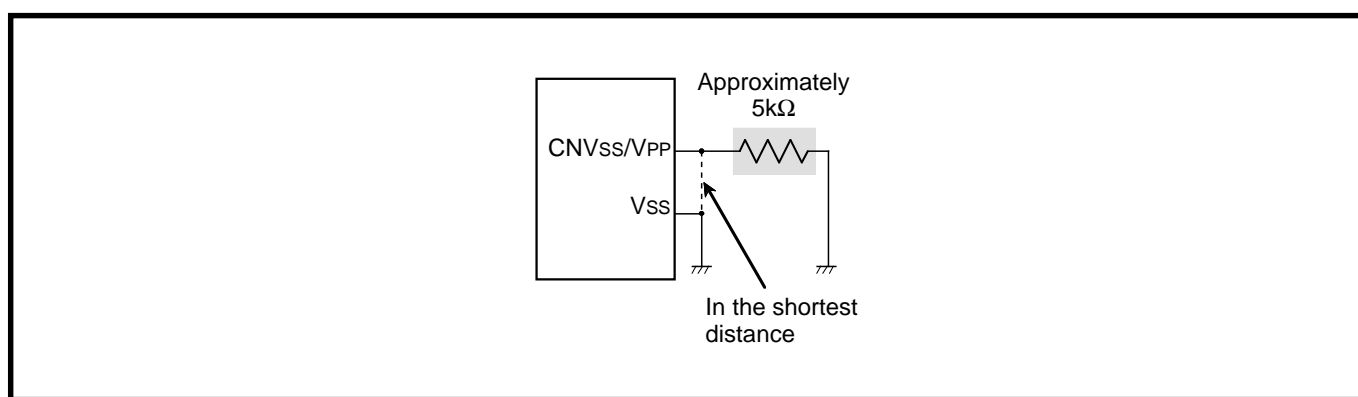 Approximately
5kΩ
CNVSS/VPP
VSS
In the shortest
distance